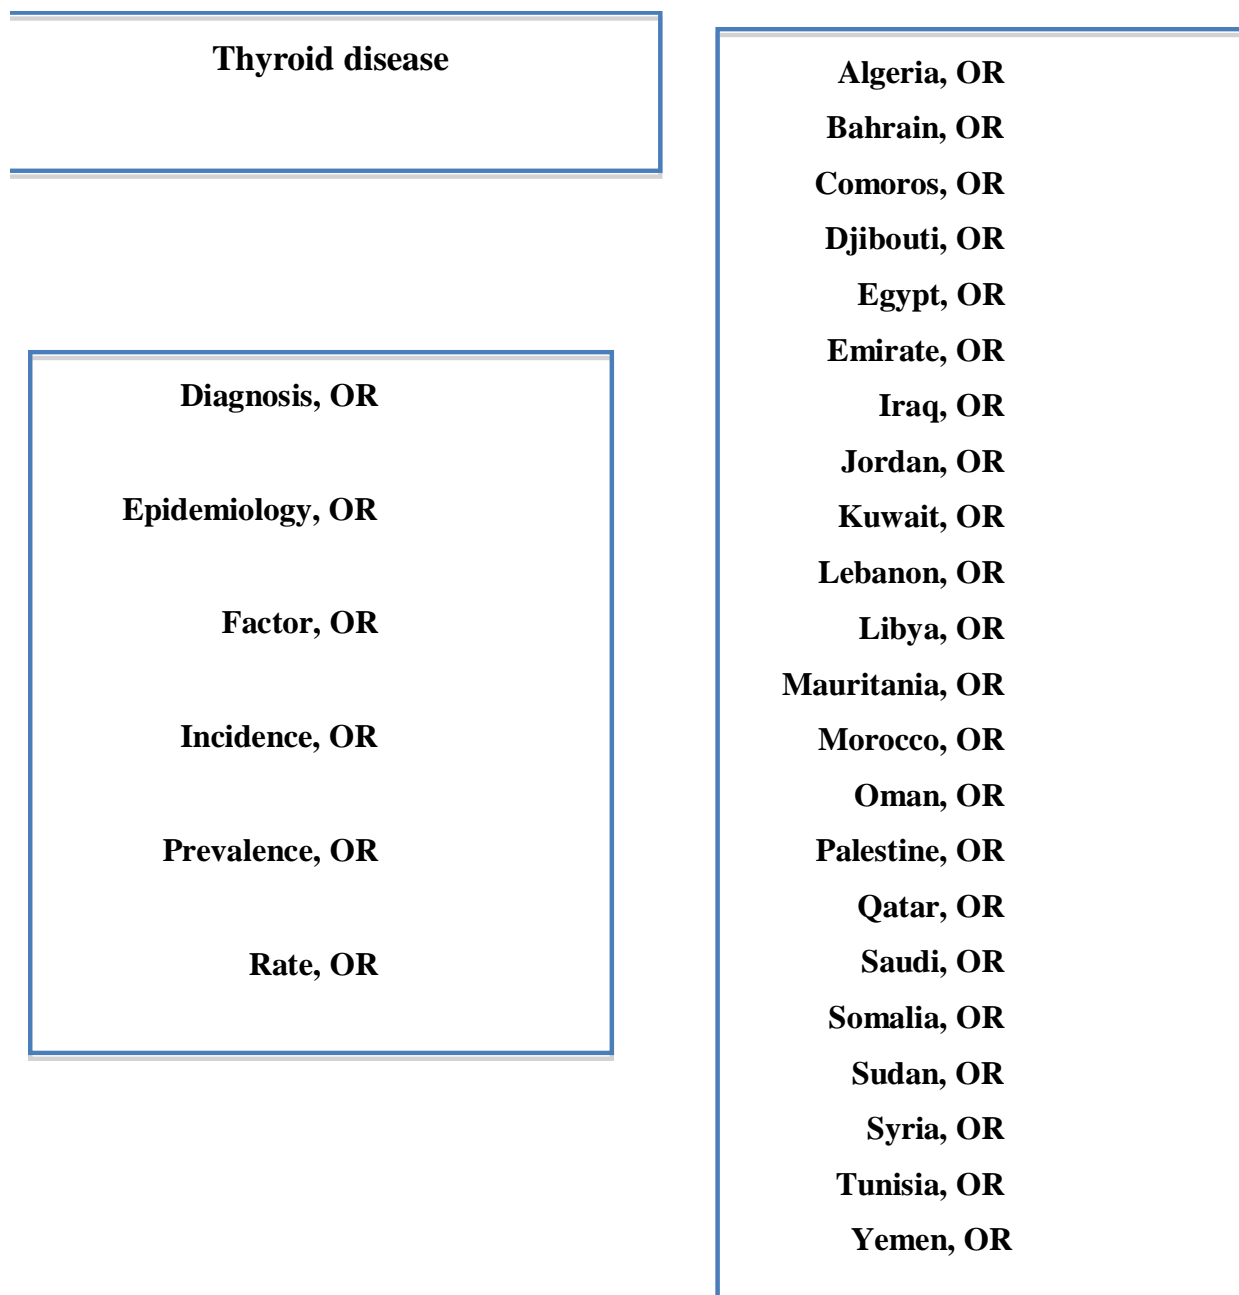 Thyroid disease
Diagnosis, OR
Epidemiology, OR
Factor, OR
Incidence, OR
Prevalence, OR
Rate, OR
Algeria, OR
Bahrain, OR
Comoros, OR
Djibouti, OR
Egypt, OR
Emirate, OR
Iraq, OR
Jordan, OR
Kuwait, OR
Lebanon, OR
Libya, OR
Mauritania, OR
Morocco, OR
Oman, OR
Palestine, OR
Qatar, OR
Saudi, OR
Somalia, OR
Sudan, OR
Syria, OR
Tunisia, OR
Yemen, OR